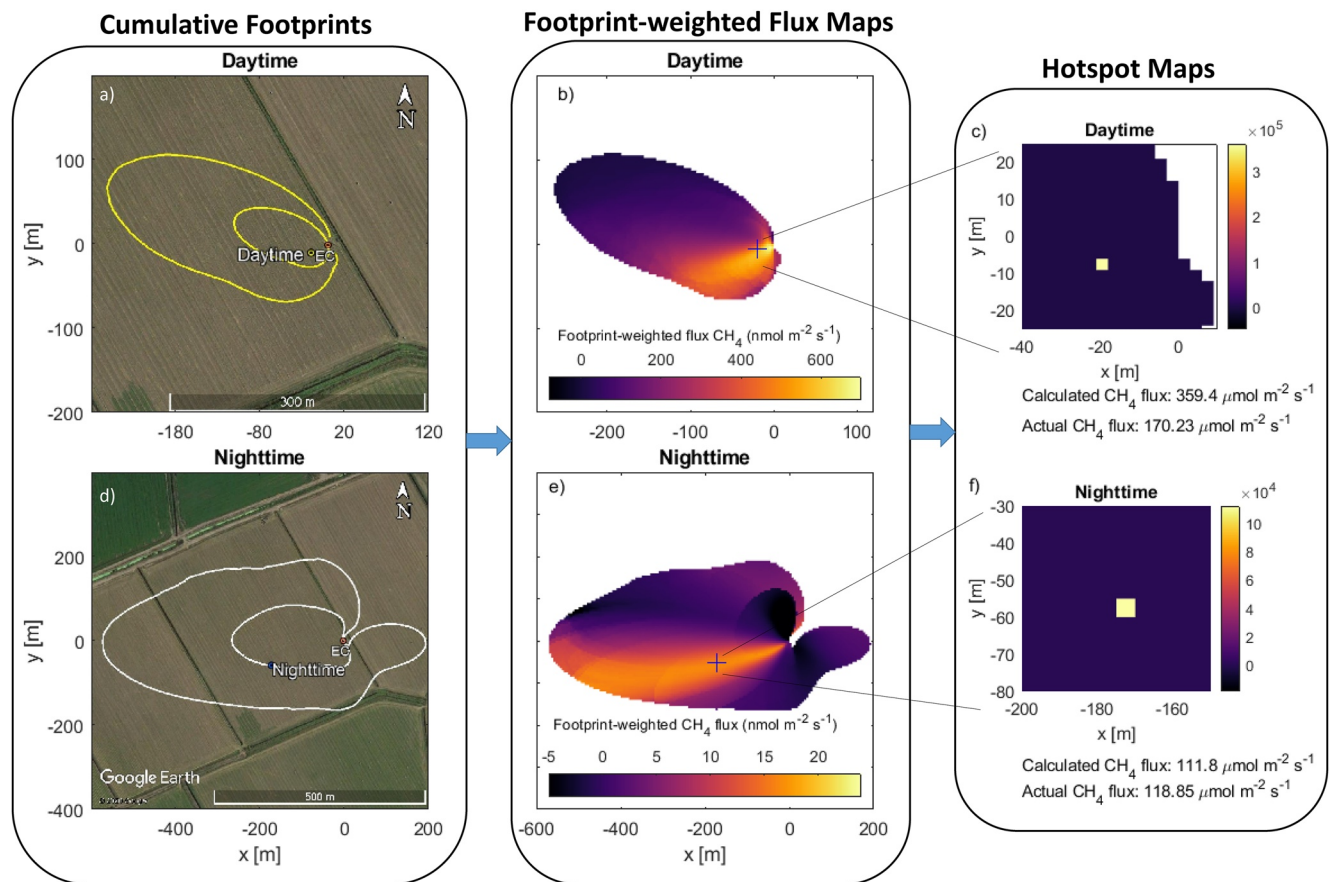 Cumulative Footprints
Daytime
a)
N
y [m]
100
0
-100
-200
Daytime
EC
300 m
-180
-80
20
120
Nighttime
d)
N
y [m]
200
0
-200
-400
EC
Nighttime
Google Earth
500 m
-400
-200
0
200
x [m]
Footprint-weighted Flux Maps
Daytime
b)
Footprint-weighted flux CH₄ (nmol m⁻² s⁻¹)
0
200
400
600
-200
-100
0
100
Nighttime
e)
Footprint-weighted CH₄ flux (nmol m⁻² s⁻¹)
-5
0
5
10
15
20
-600
-400
-200
0
200
x [m]
Hotspot Maps
c)
Daytime
× 10⁵
y [m]
20
10
0
-10
-20
3
2
1
0
-40
-20
0
x [m]
Calculated CH₄ flux: 359.4 μmol m⁻² s⁻¹
Actual CH₄ flux: 170.23 μmol m⁻² s⁻¹
f)
Nighttime
× 10⁴
y [m]
-30
-40
-50
-60
-70
-80
10
8
6
4
2
0
-200
-180
-160
x [m]
Calculated CH₄ flux: 111.8 μmol m⁻² s⁻¹
Actual CH₄ flux: 118.85 μmol m⁻² s⁻¹